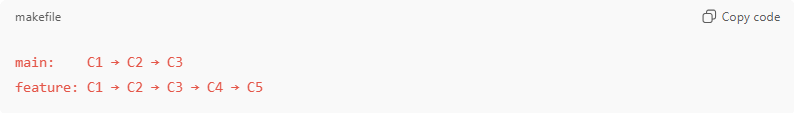 makefile
Copy code
main:    C1 → C2 → C3
feature: C1 → C2 → C3 → C4 → C5